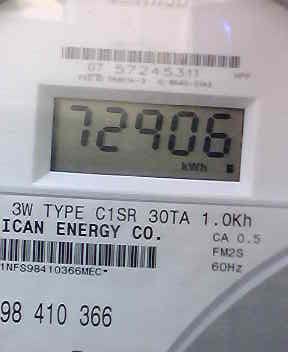 07 57245311
72906
kWh
3W TYPE C1SR 30TA 1.0Kh
ICAN ENERGY CO.
CA 0.5
FM2S
60Hz
1NFS98410366MEC*
98 410 366